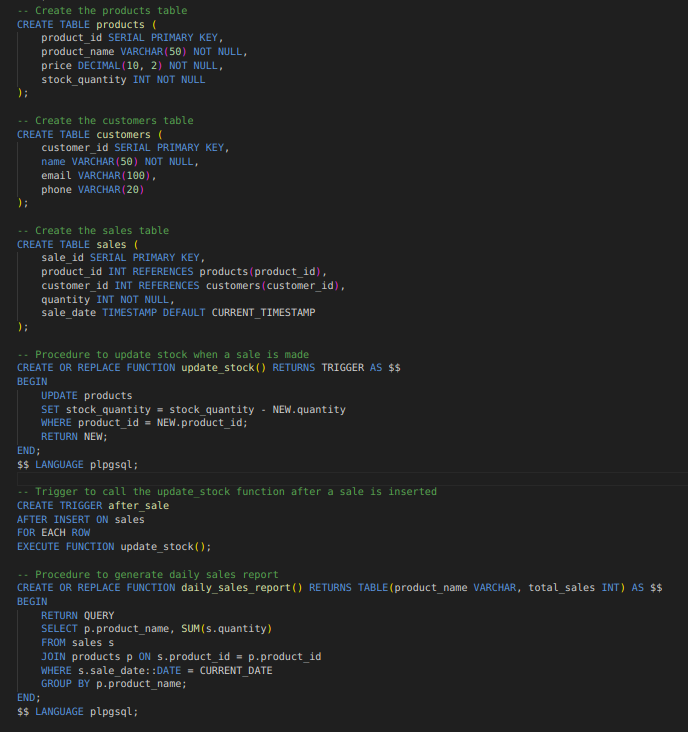 -- Create the products table
CREATE TABLE products (
    product_id SERIAL PRIMARY KEY,
    product_name VARCHAR(50) NOT NULL,
    price DECIMAL(10, 2) NOT NULL,
    stock_quantity INT NOT NULL
);

-- Create the customers table
CREATE TABLE customers (
    customer_id SERIAL PRIMARY KEY,
    name VARCHAR(50) NOT NULL,
    email VARCHAR(100),
    phone VARCHAR(20)
);

-- Create the sales table
CREATE TABLE sales (
    sale_id SERIAL PRIMARY KEY,
    product_id INT REFERENCES products(product_id),
    customer_id INT REFERENCES customers(customer_id),
    quantity INT NOT NULL,
    sale_date TIMESTAMP DEFAULT CURRENT_TIMESTAMP
);

-- Procedure to update stock when a sale is made
CREATE OR REPLACE FUNCTION update_stock() RETURNS TRIGGER AS $$
BEGIN
    UPDATE products
    SET stock_quantity = stock_quantity - NEW.quantity
    WHERE product_id = NEW.product_id;
    RETURN NEW;
END;
$$ LANGUAGE plpgsql;

-- Trigger to call the update_stock function after a sale is inserted
CREATE TRIGGER after_sale
AFTER INSERT ON sales
FOR EACH ROW
EXECUTE FUNCTION update_stock();

-- Procedure to generate daily sales report
CREATE OR REPLACE FUNCTION daily_sales_report() RETURNS TABLE(product_name VARCHAR, total_sales INT) AS $$
BEGIN
    RETURN QUERY
    SELECT p.product_name, SUM(s.quantity)
    FROM sales s
    JOIN products p ON s.product_id = p.product_id
    WHERE s.sale_date::DATE = CURRENT_DATE
    GROUP BY p.product_name;
END;
$$ LANGUAGE plpgsql;